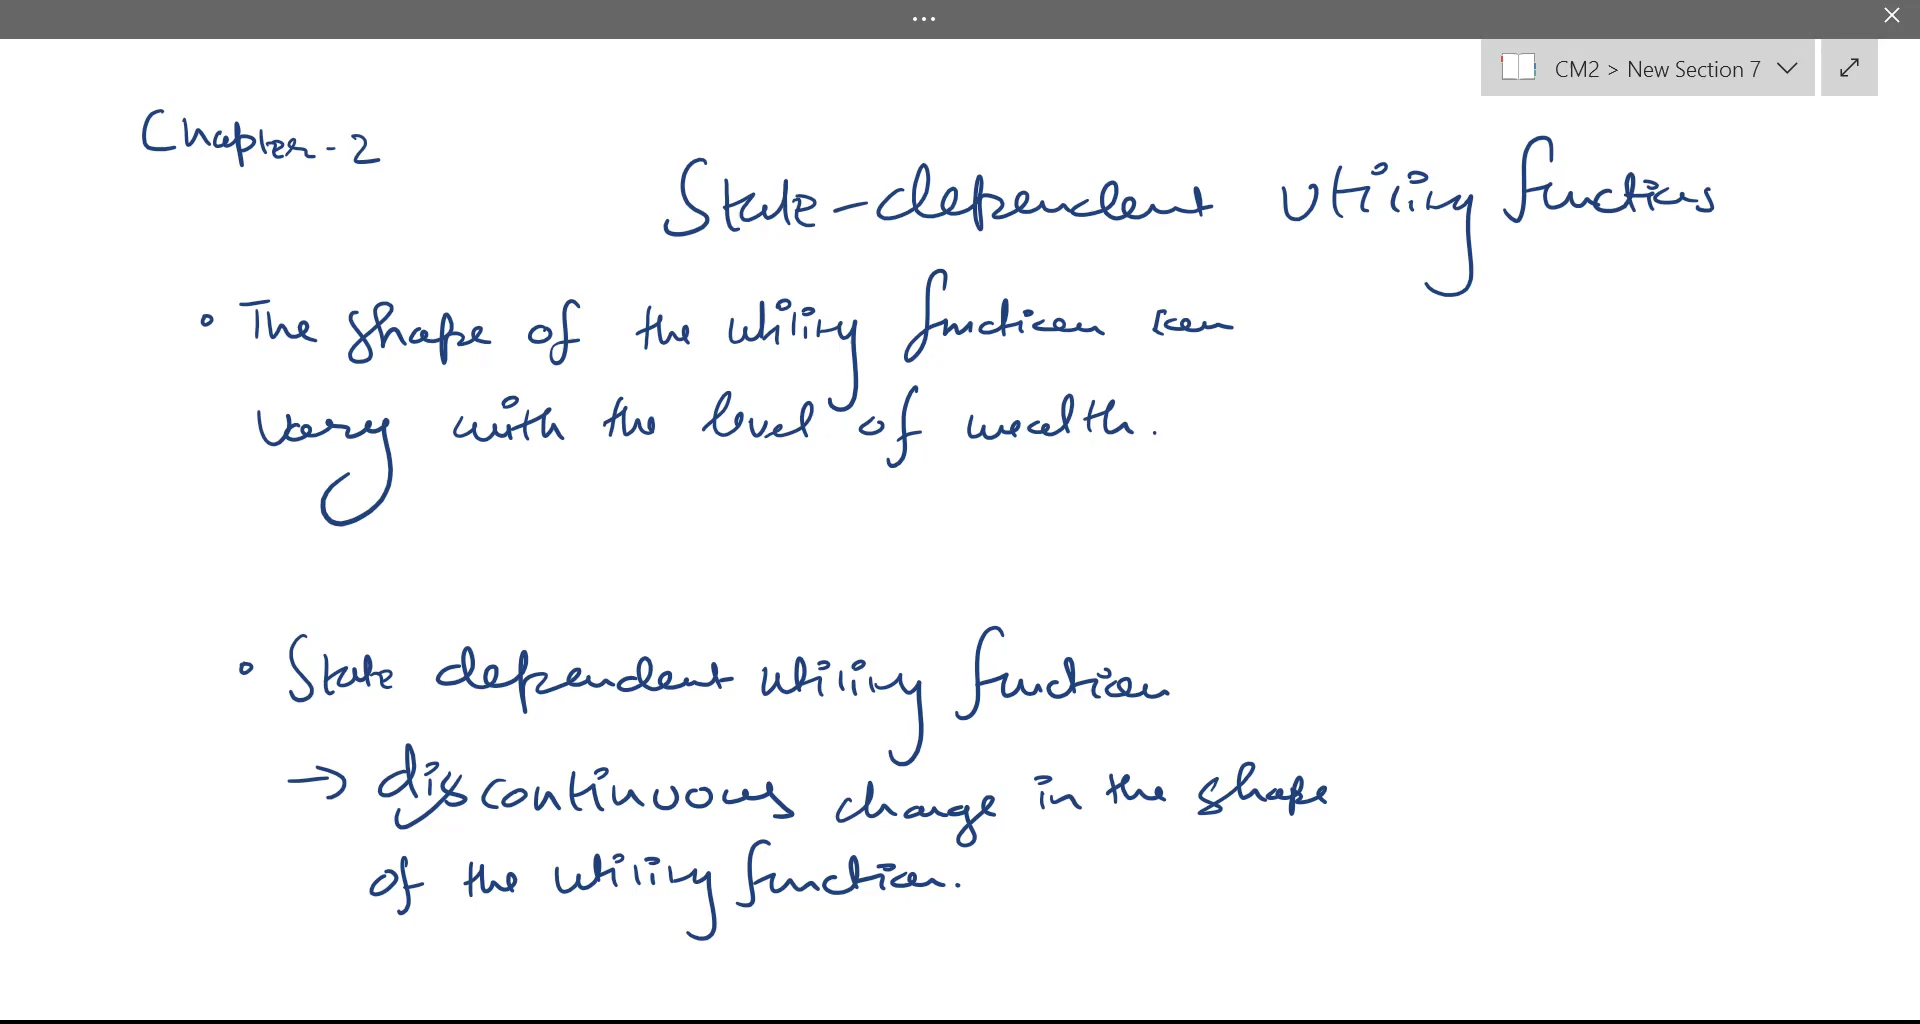 CM2 > New Section 7
Chapter-2
State-dependent utility functions
• The shape of the utility function can
vary with the level of wealth.
• State dependent utility function
→ discontinuous change in the shape
of the utility function.